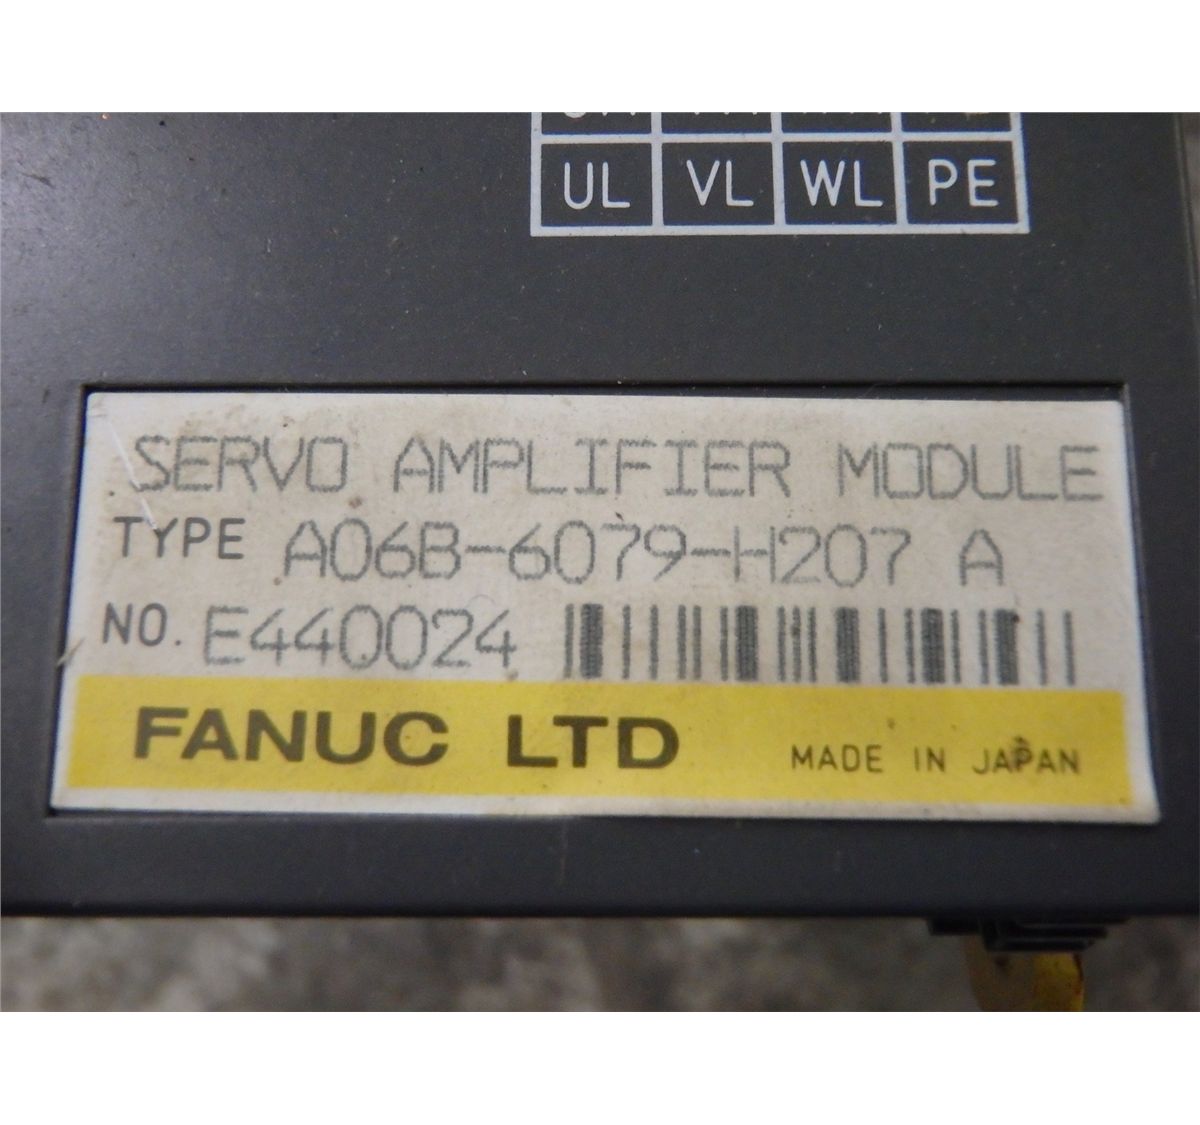 UL VL WL PE
SERVO AMPLIFIER MODULE
TYPE A06B-6079-H207 A
NO. E440024
FANUC LTD MADE IN JAPAN